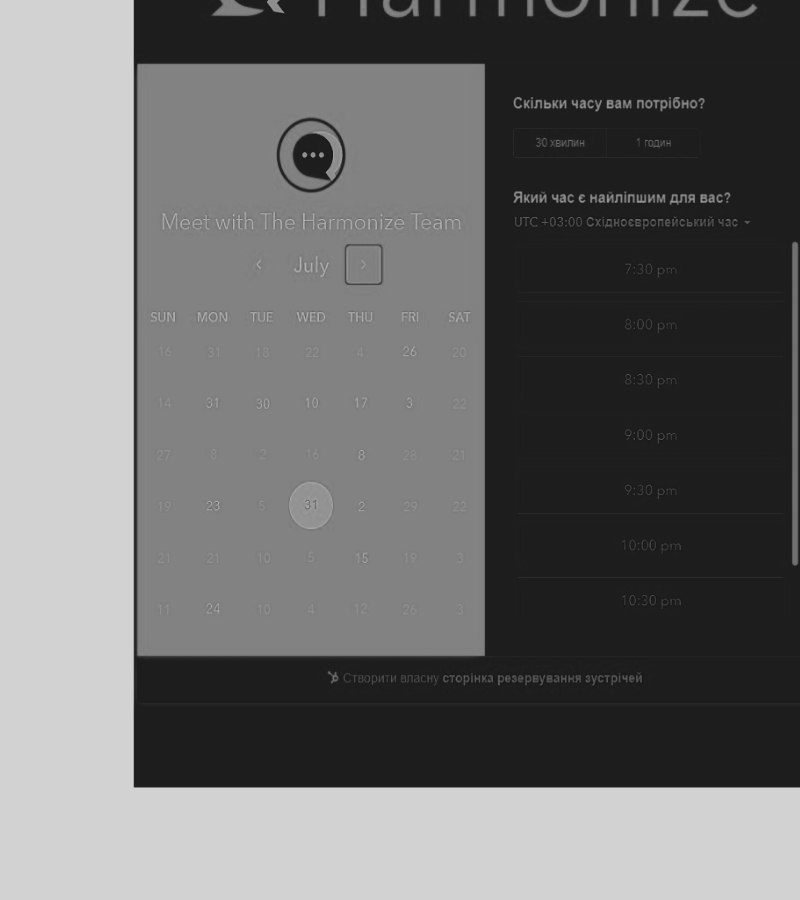 Harmonize
Meet with The Harmonize Team
July
SUN MON TUE WED THU FRI SAT
16 31 18 22 4 26 20
14 31 30 10 17 3 22
27 8 2 16 8 28 21
19 23 5 31 2 29 22
21 21 10 5 15 19 3
11 24 10 4 12 26 3
Скільки часу вам потрібно?
30 хвилин 1 годин
Який час є найліпшим для вас?
UTC +03:00 Східноєвропейський час
7:30 pm
8:00 pm
8:30 pm
9:00 pm
9:30 pm
10:00 pm
10:30 pm
Створити власну сторінка резервування зустрічей